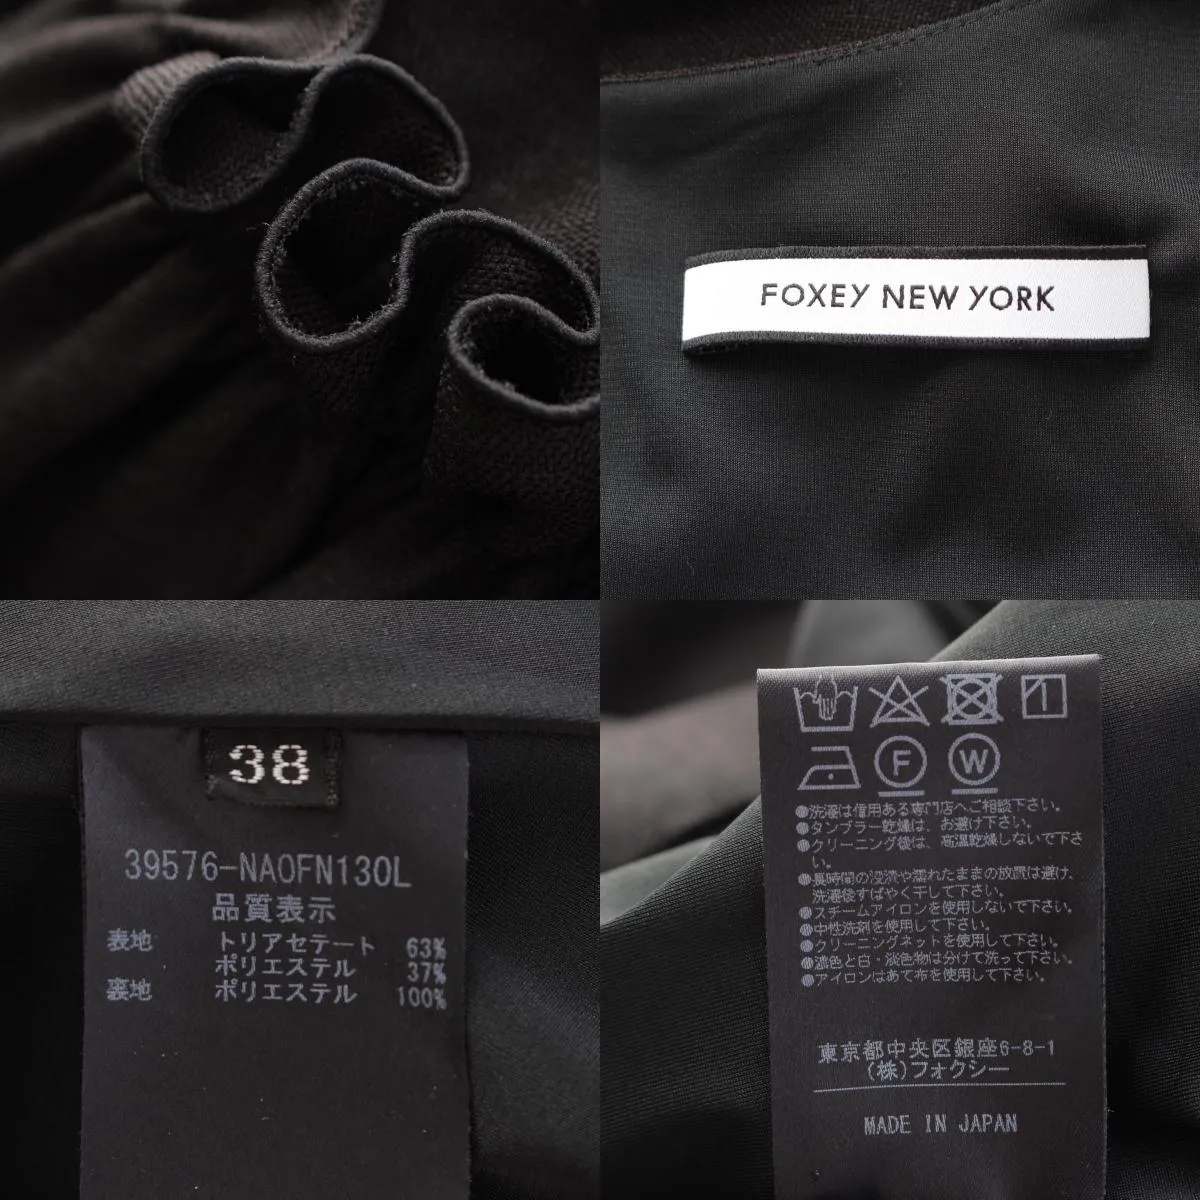 FOXEY NEW YORK
38
39576-NAOFN130L
品質表示
表地 トリアセテート 63%
ポリエステル 37%
裏地 ポリエステル 100%
1
F W
●洗濯は信用ある専門店へご相談下さい。
●タンブラー乾燥は、お避け下さい。
●クリーニング後は、高温乾燥しないで下さ
い。
●長時間の浸漬や濡れたままの放置は避け、
洗濯後すばやく干して下さい。
●スチームアイロンを使用しないで下さい。
●中性洗剤を使用して下さい。
●クリーニングネットを使用して下さい。
●濃色と白・淡色物は分けて洗って下さい。
●アイロンはあて布を使用して下さい。
東京都中央区銀座6-8-1
(株)フォクシー
MADE IN JAPAN